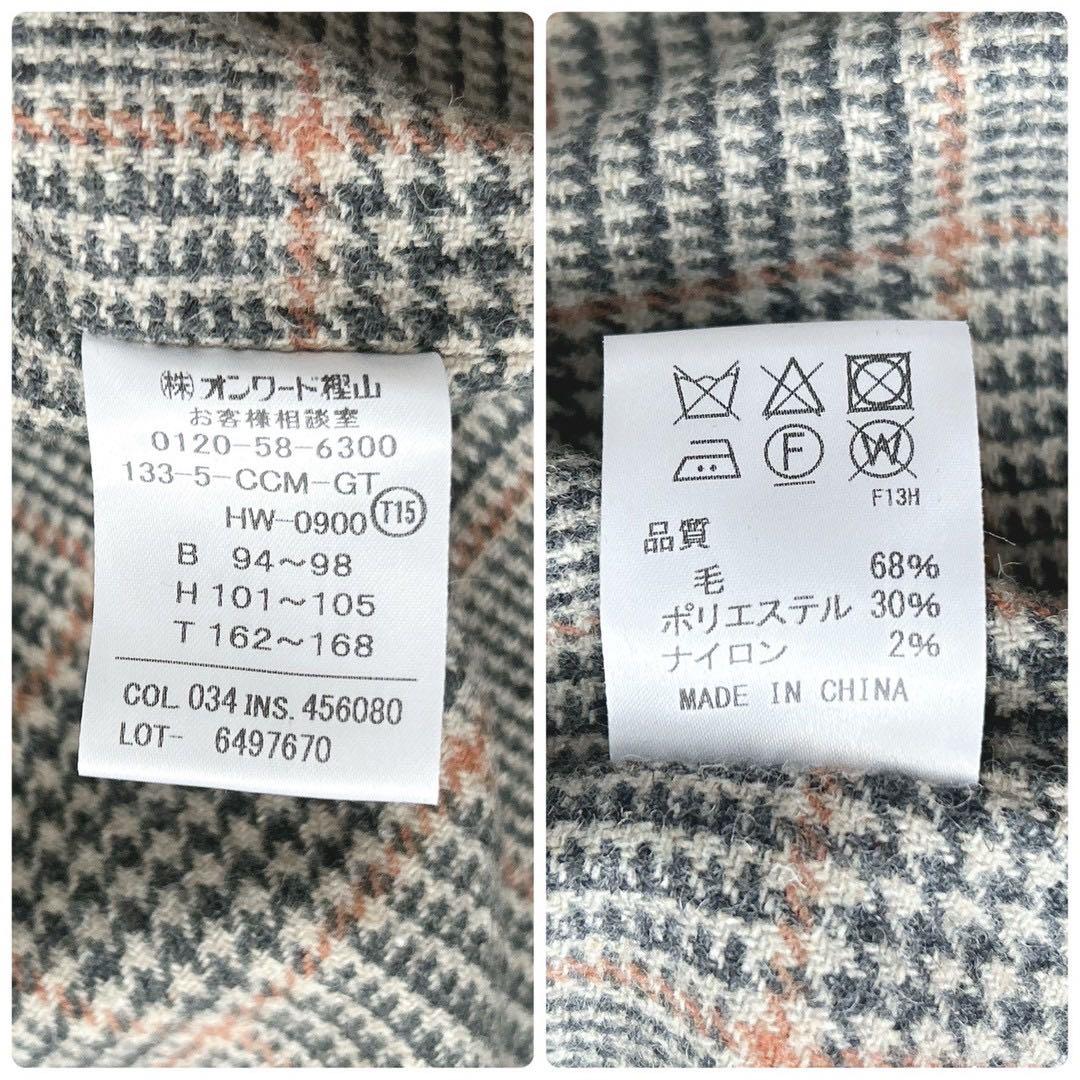 ㈱オンワード樫山
お客様相談室
0120-58-6300
133-5-CCM-GT
HW-0900 T15
B 94～98
H 101～105
T 162～168
COL 034 INS. 456080
LOT- 6497670
F W
F13H
品質
毛 68%
ポリエステル 30%
ナイロン 2%
MADE IN CHINA